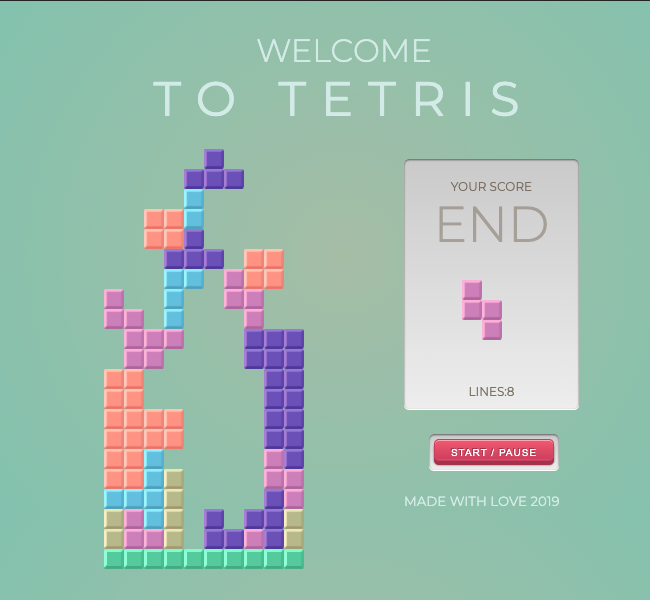 WELCOME
TO TETRIS
YOUR SCORE
END
LINES:8
START / PAUSE
MADE WITH LOVE 2019